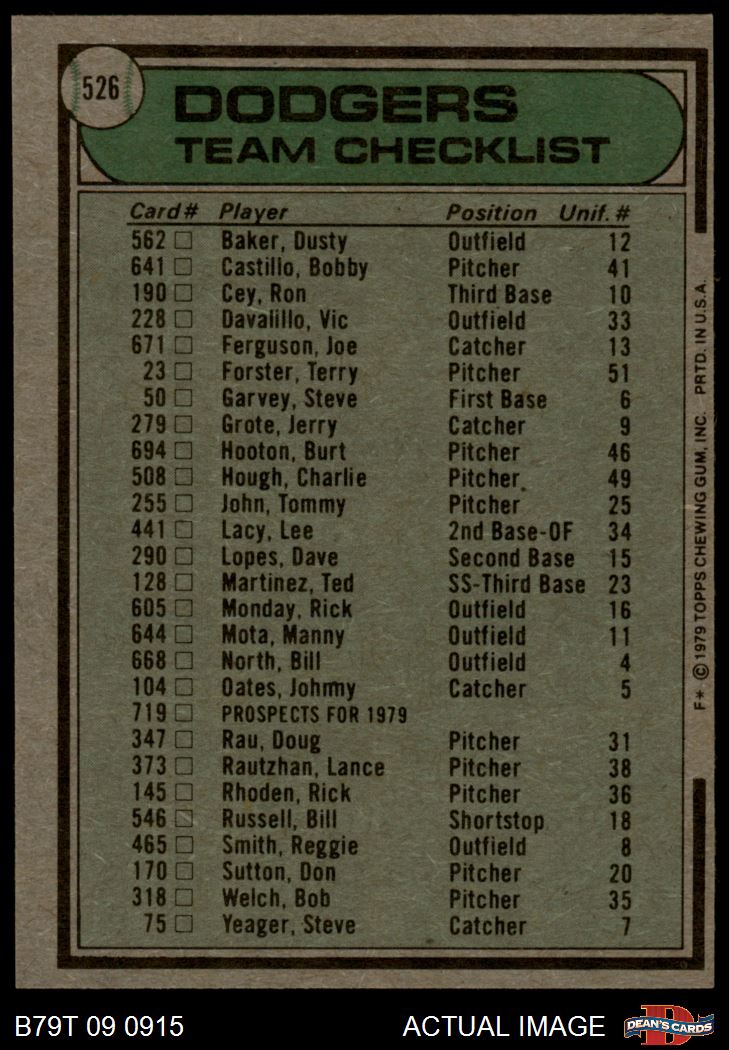 526
DODGERS
TEAM CHECKLIST
Card # Player Position Unif. #
562 □ Baker, Dusty Outfield 12
641 □ Castillo, Bobby Pitcher 41
190 □ Cey, Ron Third Base 10
228 □ Davalillo, Vic Outfield 33
671 □ Ferguson, Joe Catcher 13
23 □ Forster, Terry Pitcher 51
50 □ Garvey, Steve First Base 6
279 □ Grote, Jerry Catcher 9
694 □ Hooton, Burt Pitcher 46
508 □ Hough, Charlie Pitcher 49
255 □ John, Tommy Pitcher 25
441 □ Lacy, Lee 2nd Base-OF 34
290 □ Lopes, Dave Second Base 15
128 □ Martinez, Ted SS-Third Base 23
605 □ Monday, Rick Outfield 16
644 □ Mota, Manny Outfield 11
668 □ North, Bill Outfield 4
104 □ Oates, Johnny Catcher 5
719 □ PROSPECTS FOR 1979
347 □ Rau, Doug Pitcher 31
373 □ Rautzhan, Lance Pitcher 38
145 □ Rhoden, Rick Pitcher 36
546 □ Russell, Bill Shortstop 18
465 □ Smith, Reggie Outfield 8
170 □ Sutton, Don Pitcher 20
318 □ Welch, Bob Pitcher 35
75 □ Yeager, Steve Catcher 7
F* © 1979 TOPPS CHEWING GUM, INC. PRTD. IN U.S.A.
B79T 09 0915 ACTUAL IMAGE
D
DEAN'S CARDS